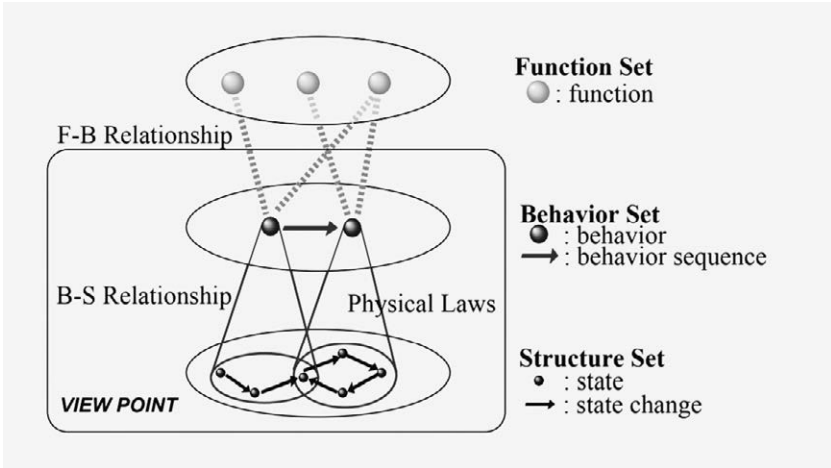 Function Set
: function
F-B Relationship
Behavior Set
: behavior
: behavior sequence
B-S Relationship
Physical Laws
Structure Set
: state
: state change
VIEW POINT